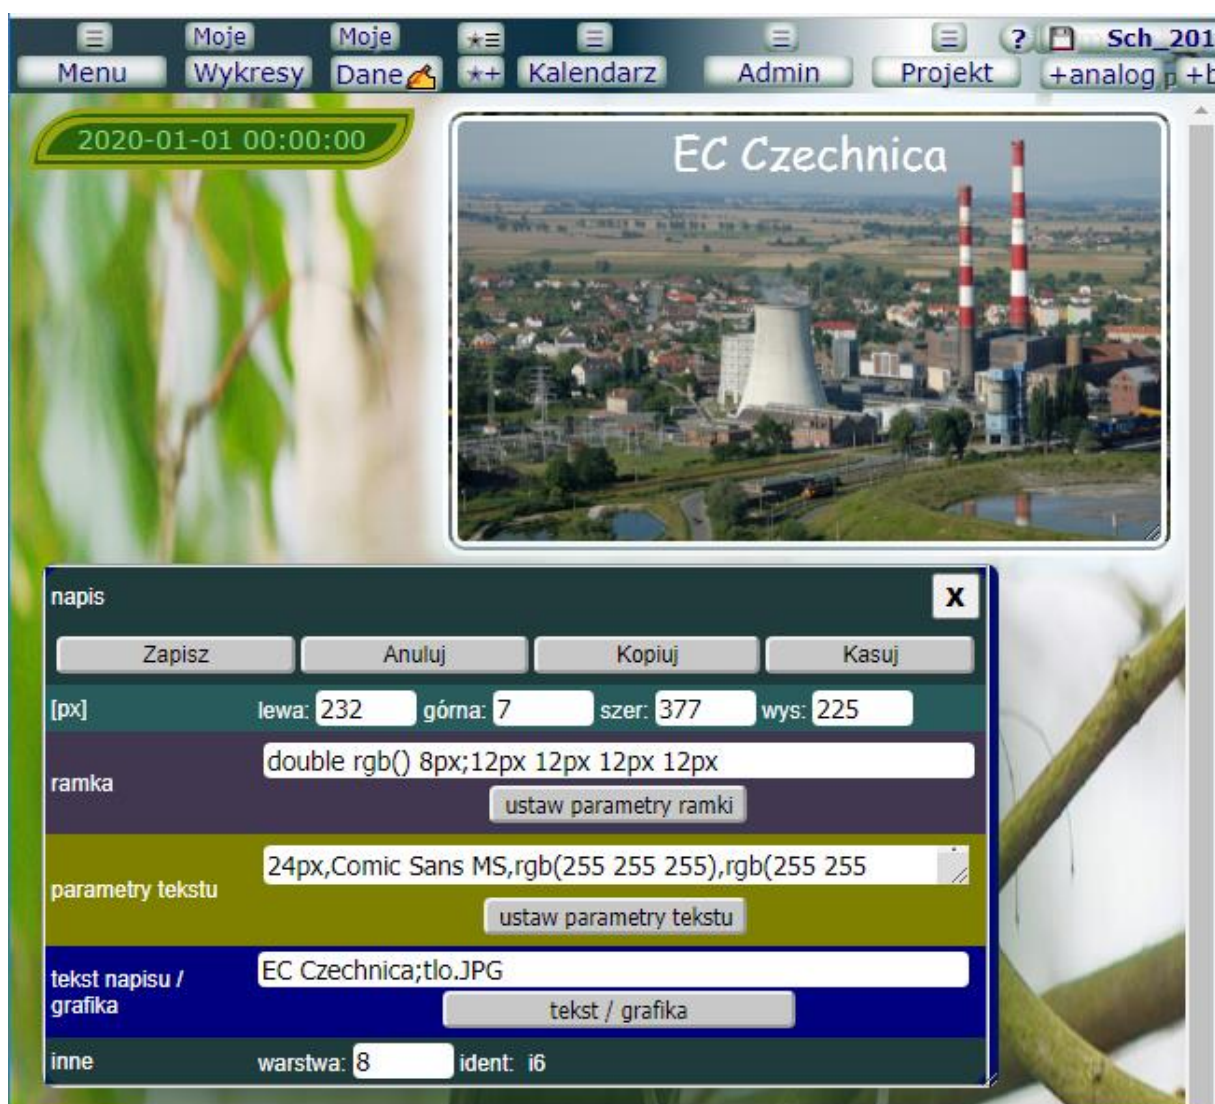 Moje Moje ★☰ ? Sch_201
Menu Wykresy Dane ★+ Kalendarz Admin Projekt +analog +b
2020-01-01 00:00:00
EC Czechnica
napis X
Zapisz Anuluj Kopiuj Kasuj
[px] lewa: 232 górna: 7 szer: 377 wys: 225
ramka double rgb() 8px;12px 12px 12px 12px
ustaw parametry ramki
parametry tekstu 24px,Comic Sans MS,rgb(255 255 255),rgb(255 255
ustaw parametry tekstu
tekst napisu / EC Czechnica;tlo.JPG
grafika tekst / grafika
inne warstwa: 8 ident: i6